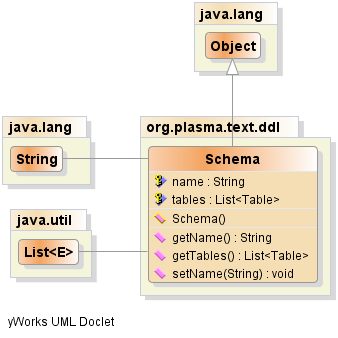 java.lang
Object
java.lang
String
org.plasma.text.ddl
Schema
name : String
tables : List<Table>
Schema()
getName() : String
getTables() : List<Table>
setName(String) : void
java.util
List<E>
yWorks UML Doclet